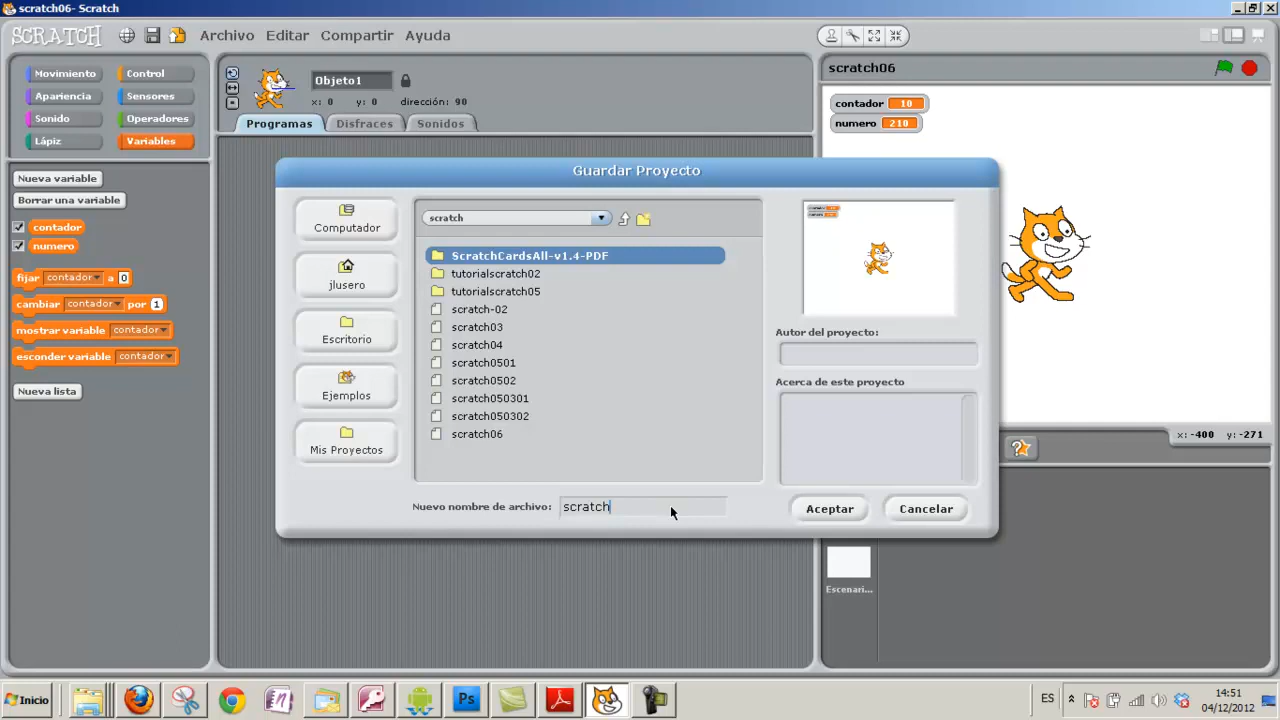 scratch06- Scratch
SCRATCH
Archivo Editar Compartir Ayuda
Movimiento Control
Apariencia Sensores
Sonido Operadores
Lápiz Variables
Nueva variable
Borrar una variable
contador
numero
fijar contador a 0
cambiar contador por 1
mostrar variable contador
esconder variable contador
Nueva lista
Objeto1
x: 0 y: 0 dirección: 90
Programas Disfraces Sonidos
scratch06
contador 10
numero 210
Guardar Proyecto
Computador
jlusero
Escritorio
Ejemplos
Mis Proyectos
scratch
ScratchCardsAll-v1.4-PDF
tutorialscratch02
tutorialscratch05
scratch-02
scratch03
scratch04
scratch0501
scratch0502
scratch050301
scratch050302
scratch06
Autor del proyecto:
Acerca de este proyecto
Nuevo nombre de archivo: scratch
Aceptar Cancelar
x: -400 y: -271
Escenari...
Inicio
Ps
ES
14:51
04/12/2012